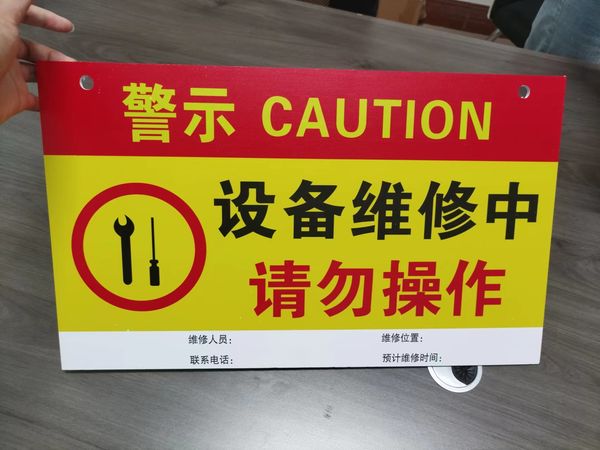 警示 CAUTION
设备维修中
请勿操作
维修人员： 维修位置：
联系电话： 预计维修时间：